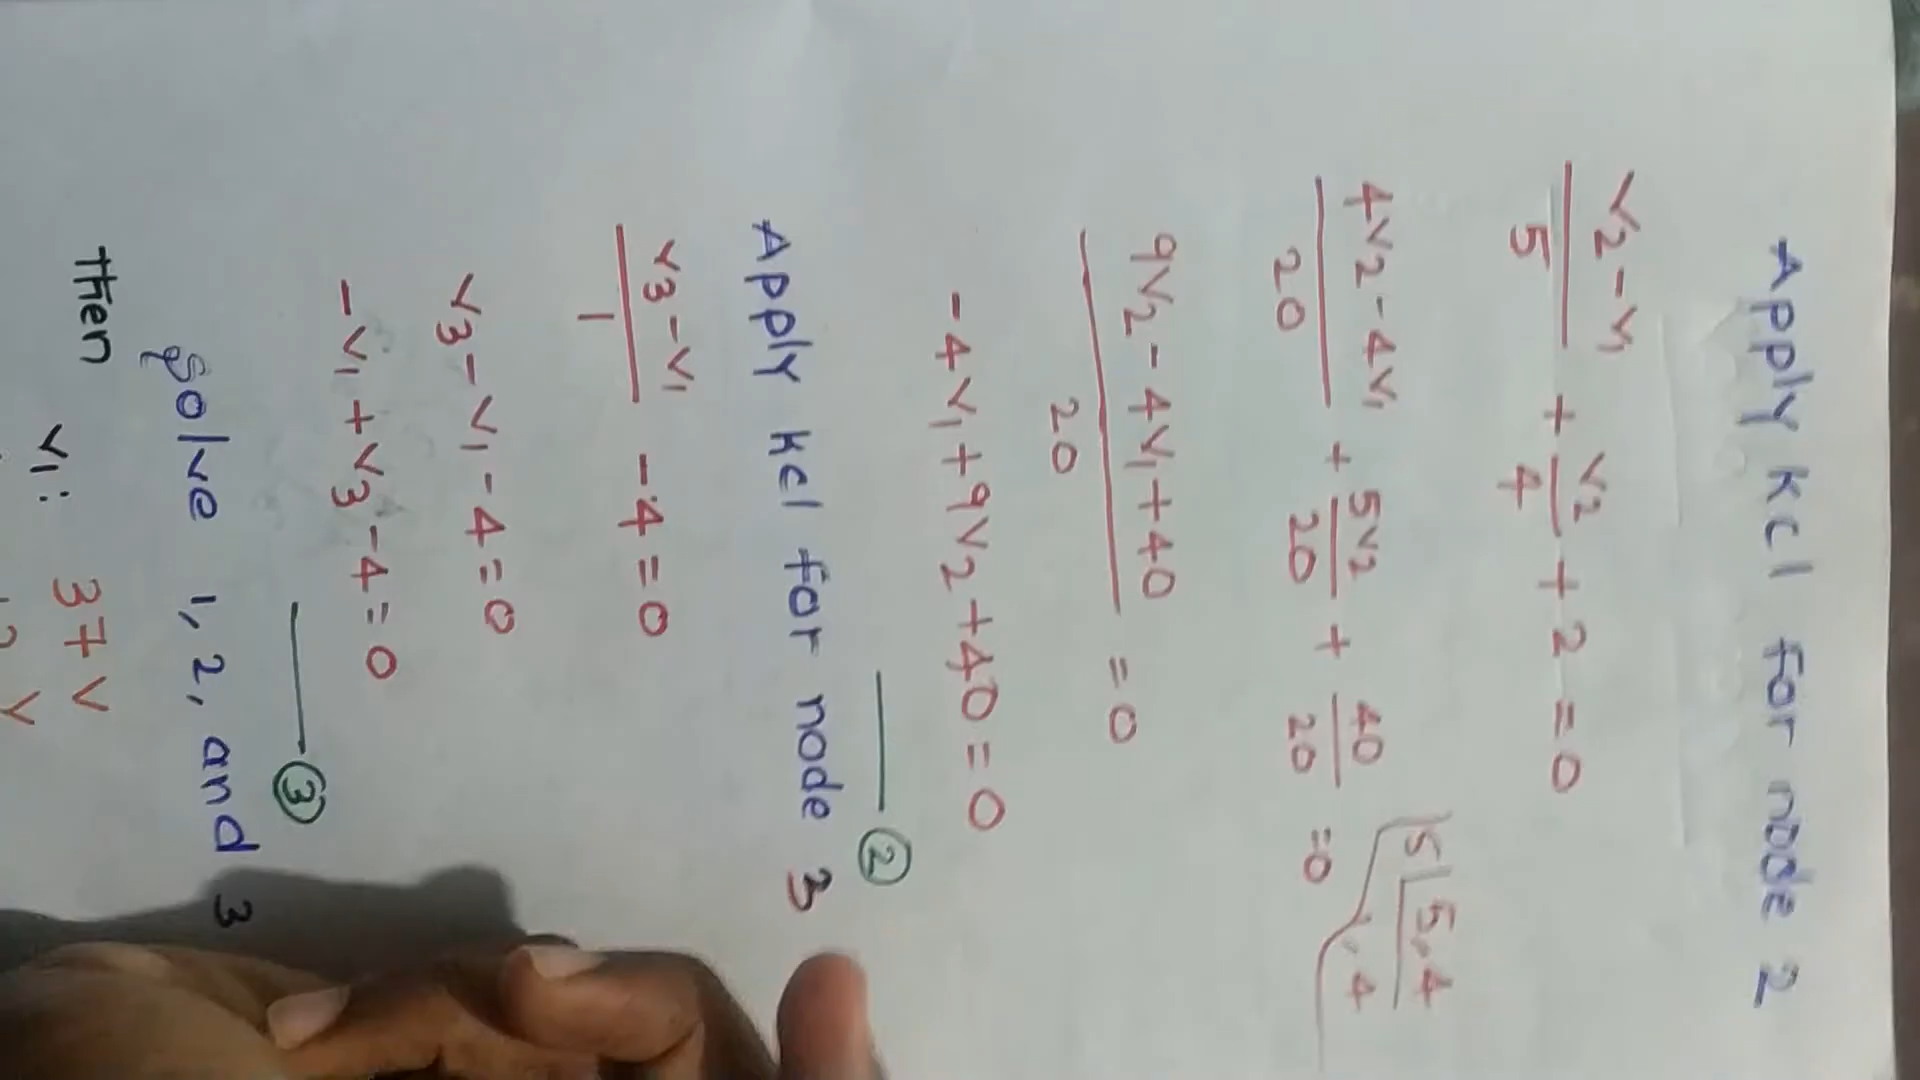 Apply kcl for node 2
V2-V1/5 + V2/4 + 2 = 0
4V2-4V1/20 + 5V2/20 + 40/20 = 0
5 | 5,4
1,4
9V2-4V1+40/20 = 0
-4V1+9V2+40=0
②
Apply kcl for node 3
V3-V1/1 -4=0
V3-V1-4=0
-V1+V3-4=0
③
Solve 1, 2, and 3
Then
V1: 37V